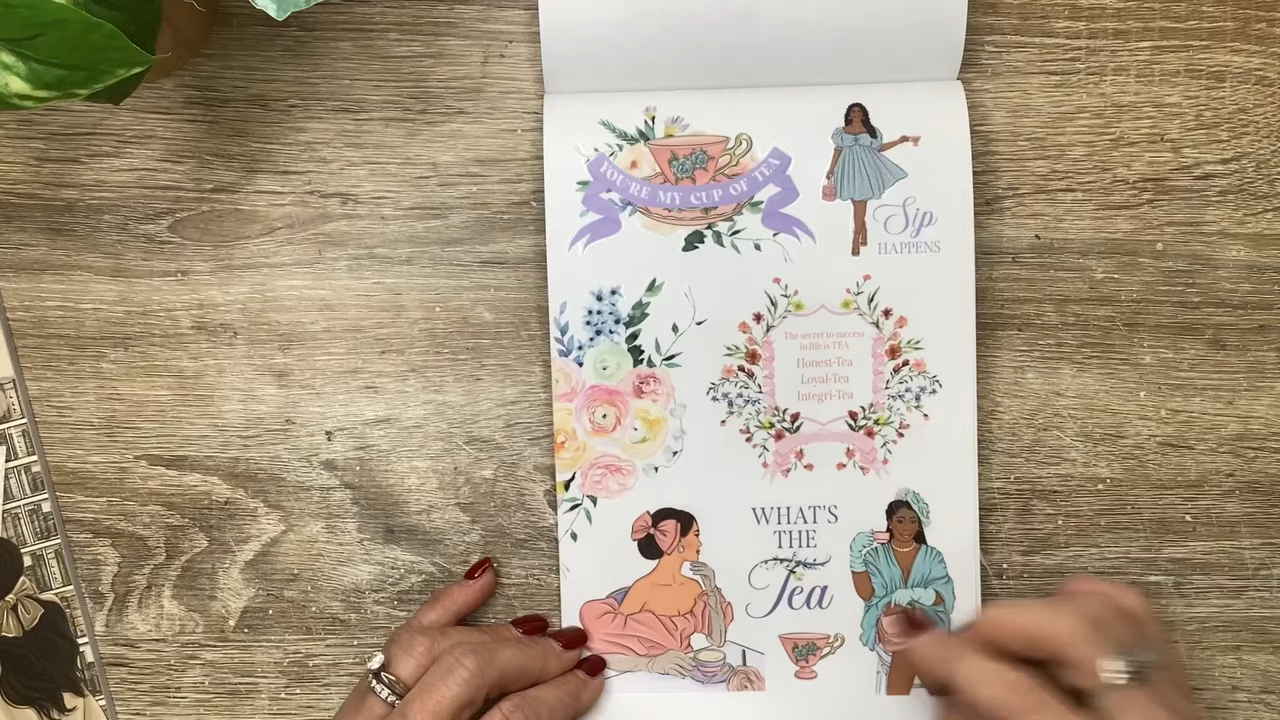 YOU'RE MY CUP OF TEA
Sip
HAPPENS
The secret to success
in life is TEA
Honest-Tea
Loyal-Tea
Integri-Tea
WHAT'S
THE
Tea